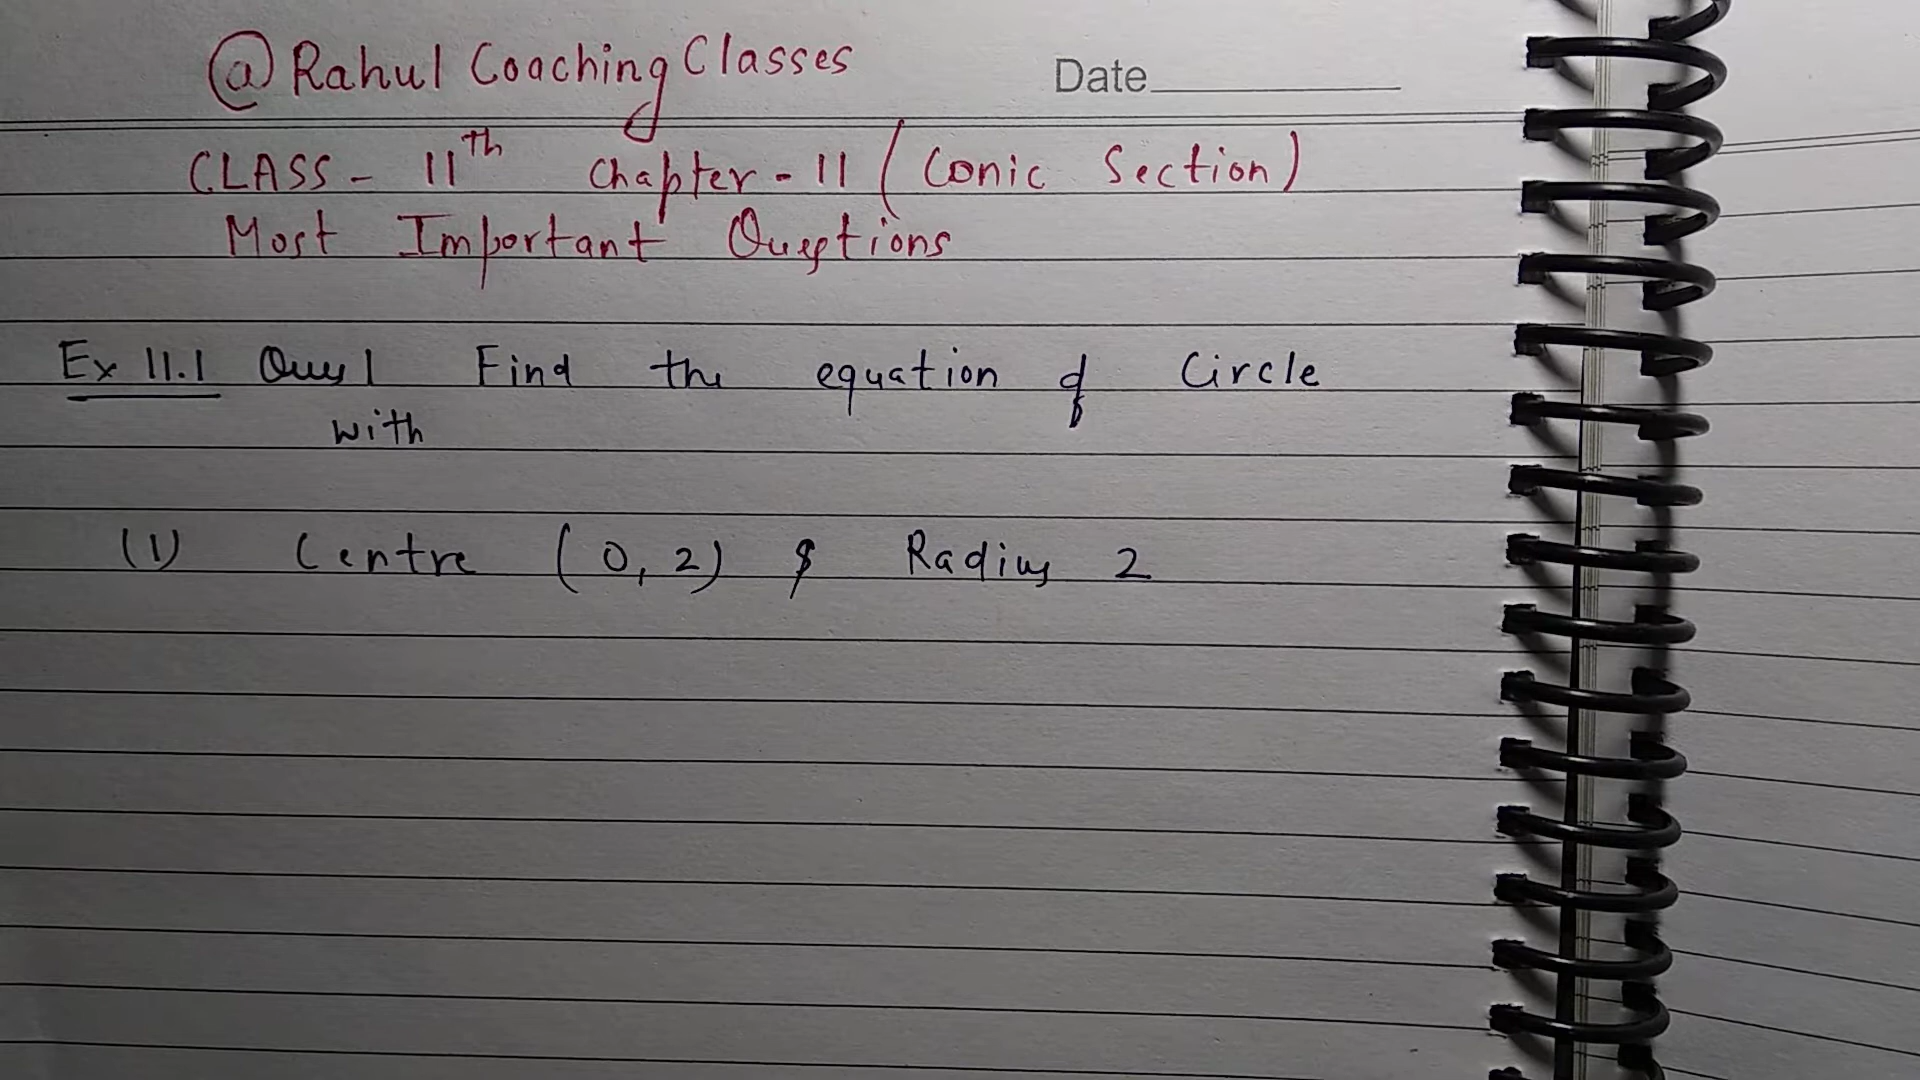 @Rahul Coaching Classes
Date
CLASS - 11th Chapter - 11 (Conic Section)
Most Important Questions
Ex 11.1 Ques 1 Find the equation of Circle
with
(1) Centre (0, 2) & Radius 2